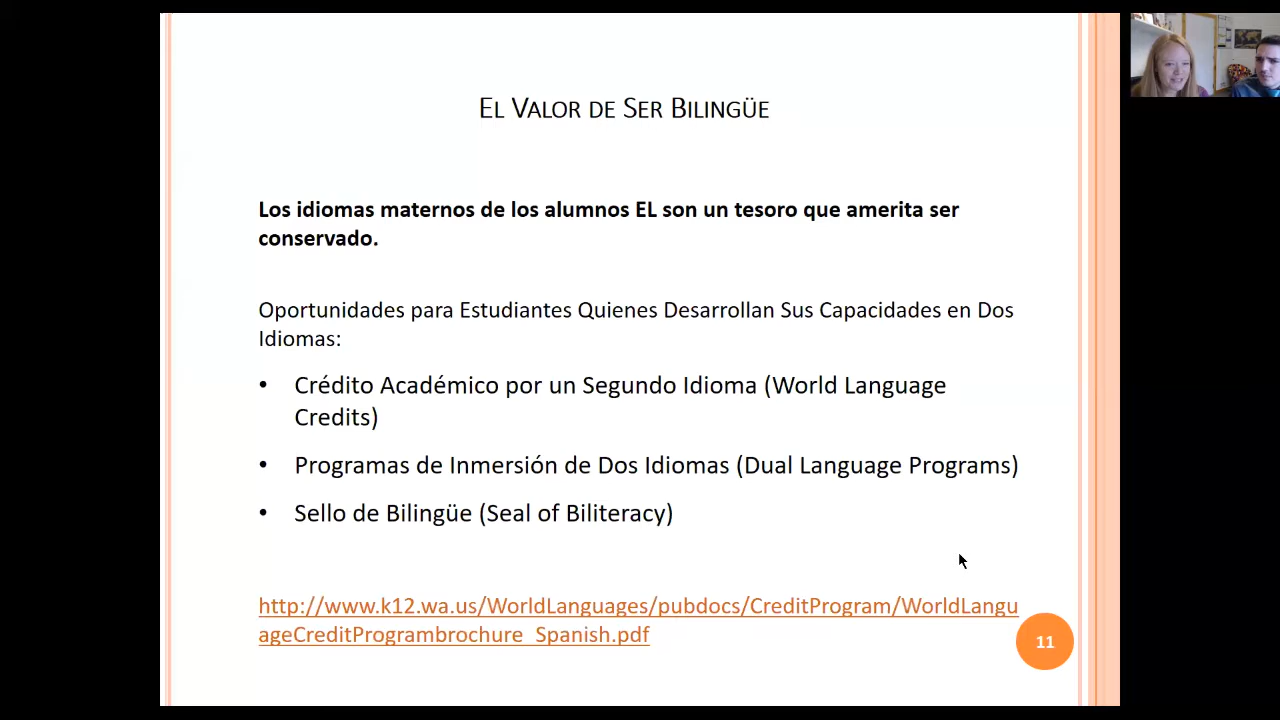 El Valor de Ser Bilingüe
Los idiomas maternos de los alumnos EL son un tesoro que amerita ser
conservado.
Oportunidades para Estudiantes Quienes Desarrollan Sus Capacidades en Dos
Idiomas:
• Crédito Académico por un Segundo Idioma (World Language
Credits)
• Programas de Inmersión de Dos Idiomas (Dual Language Programs)
• Sello de Bilingüe (Seal of Biliteracy)
http://www.k12.wa.us/WorldLanguages/pubdocs/CreditProgram/WorldLangu
ageCreditProgrambrochure_Spanish.pdf
11